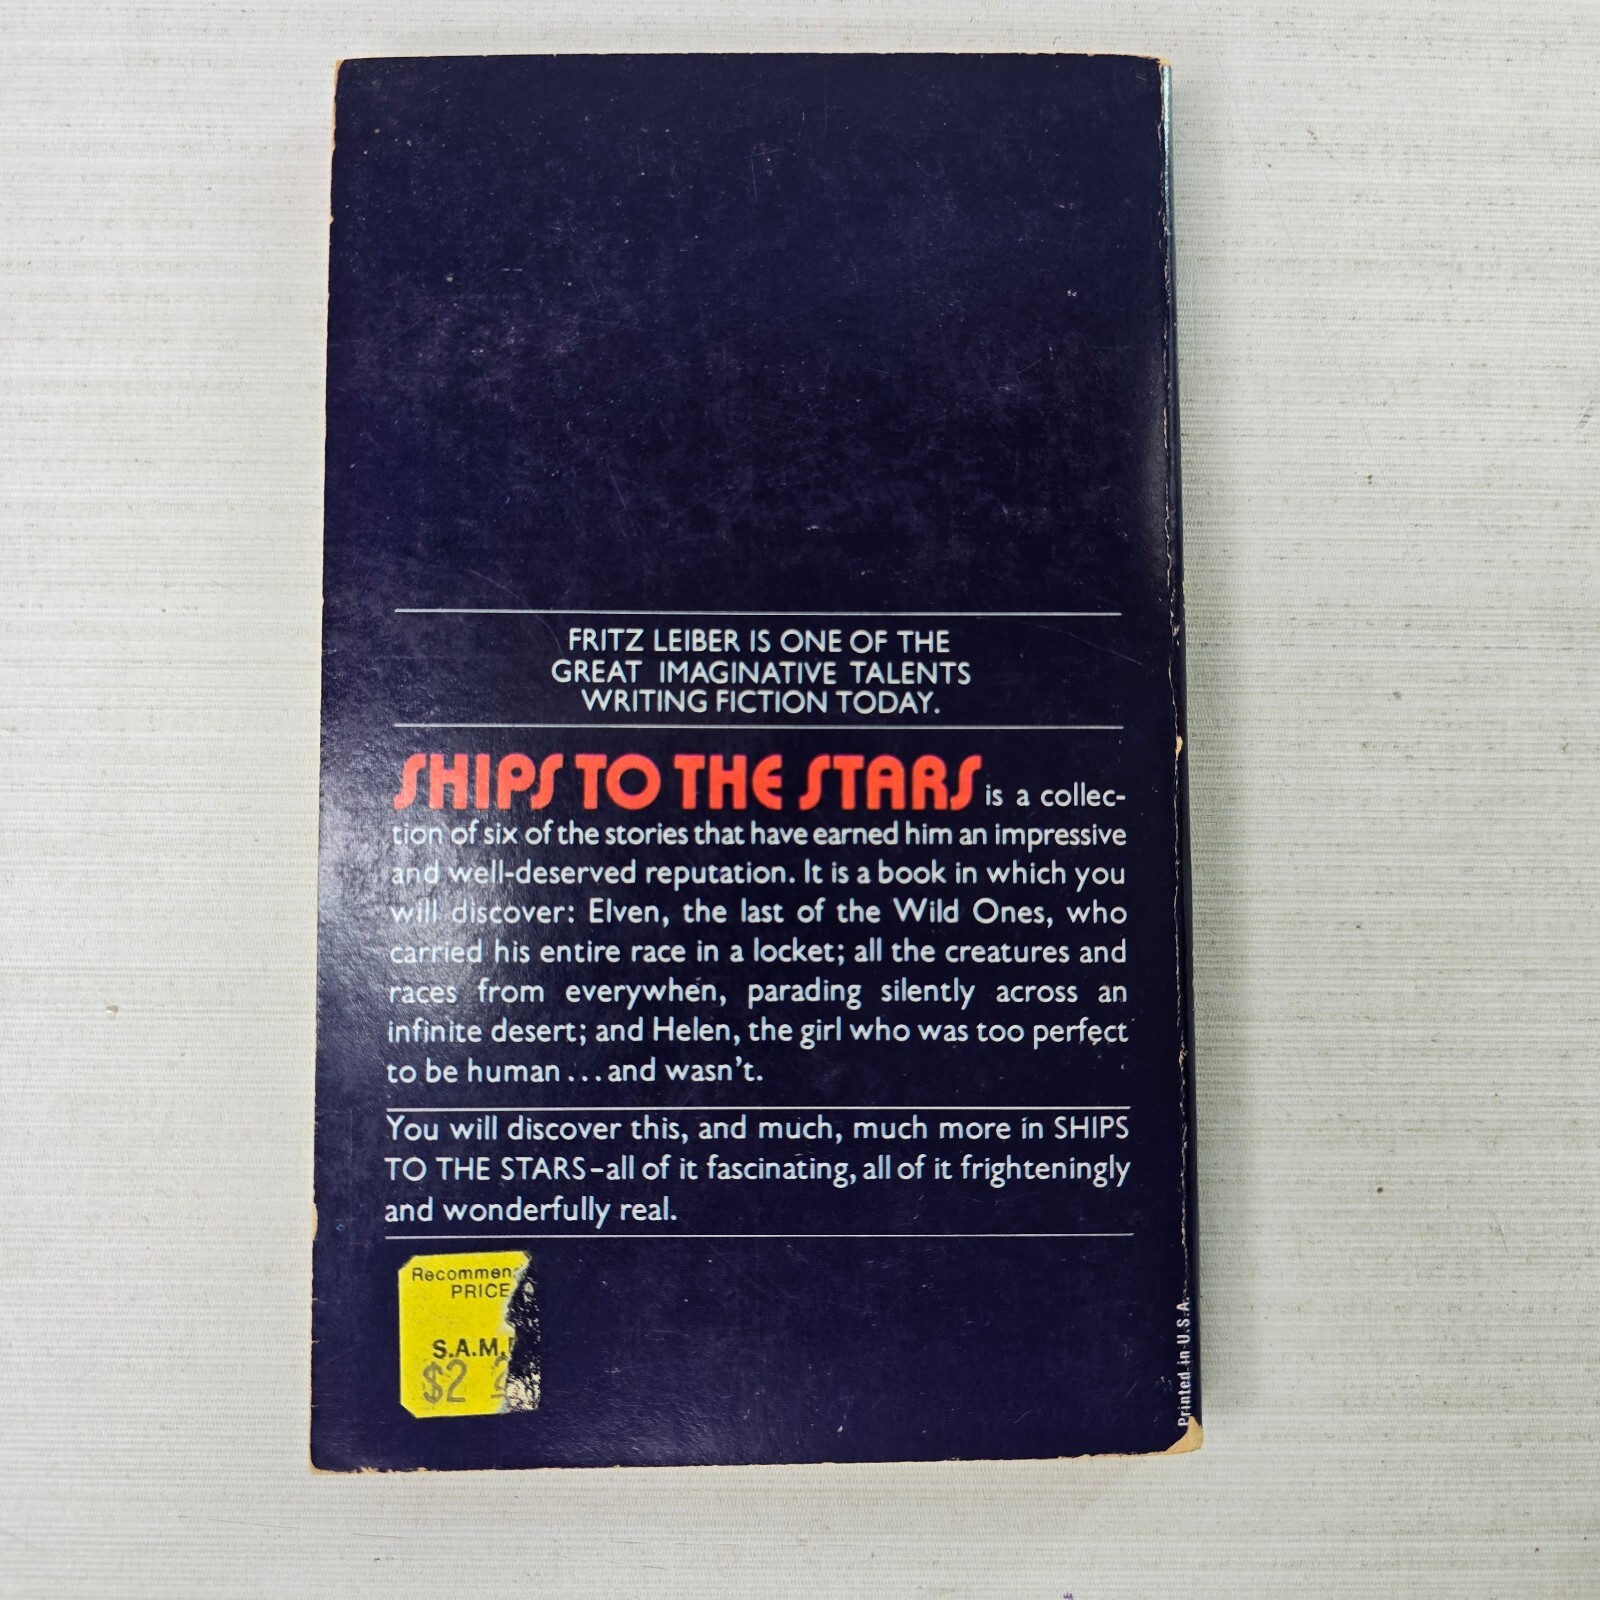 FRITZ LEIBER IS ONE OF THE
GREAT IMAGINATIVE TALENTS
WRITING FICTION TODAY.
SHIPS TO THE STARS is a collec-
tion of six of the stories that have earned him an impressive
and well-deserved reputation. It is a book in which you
will discover: Elven, the last of the Wild Ones, who
carried his entire race in a locket; all the creatures and
races from everywhen, parading silently across an
infinite desert; and Helen, the girl who was too perfect
to be human...and wasn't.
You will discover this, and much, much more in SHIPS
TO THE STARS-all of it fascinating, all of it frighteningly
and wonderfully real.
PRICE
$2
Printed in U.S.A.